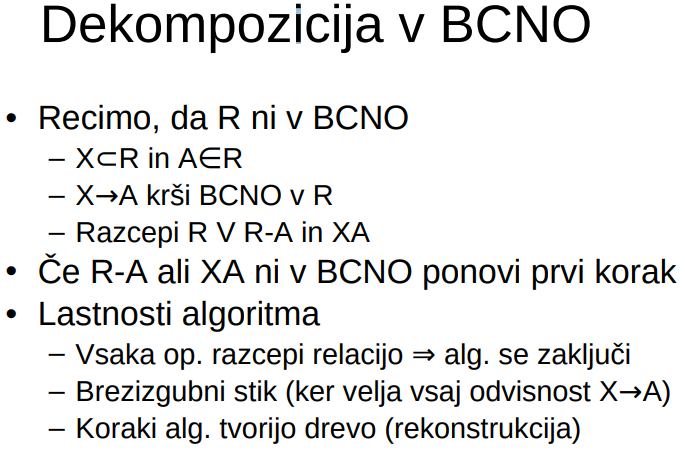 Dekompozicija v BCNO
• Recimo, da R ni v BCNO
– X⊂R in A∈R
– X→A krši BCNO v R
– Razcepi R V R-A in XA
• Če R-A ali XA ni v BCNO ponovi prvi korak
• Lastnosti algoritma
– Vsaka op. razcepi relacijo ⇒ alg. se zaključi
– Brezizgubni stik (ker velja vsaj odvisnost X→A)
– Koraki alg. tvorijo drevo (rekonstrukcija)